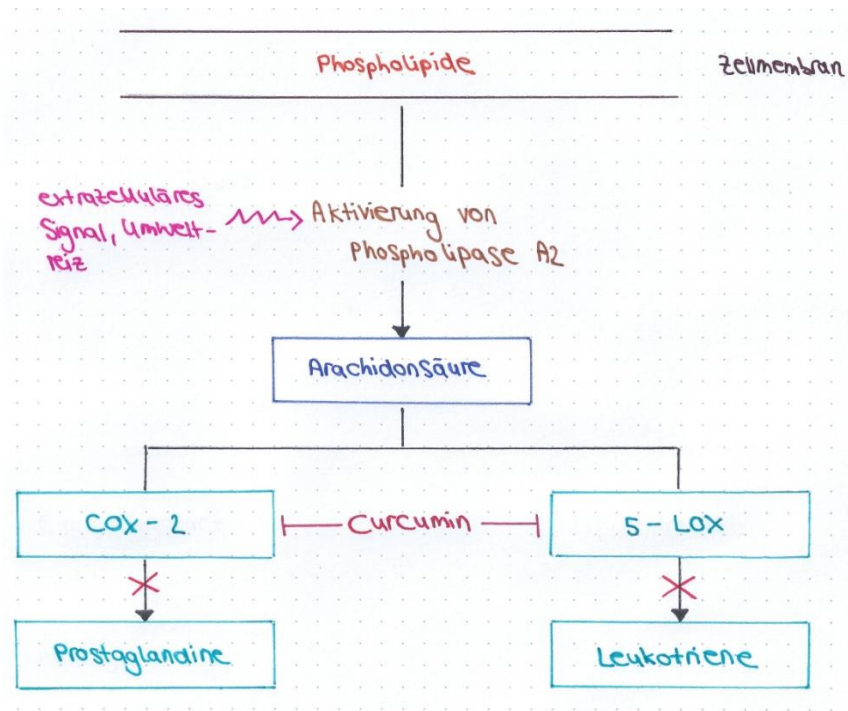 Phospholipide
Zellmembran
extrazelluläres
Signal, Umwelt-
reiz
Aktivierung von
Phospholipase A2
Arachidonsäure
COX-2
Curcumin
5-LOX
Prostaglandine
Leukotriene